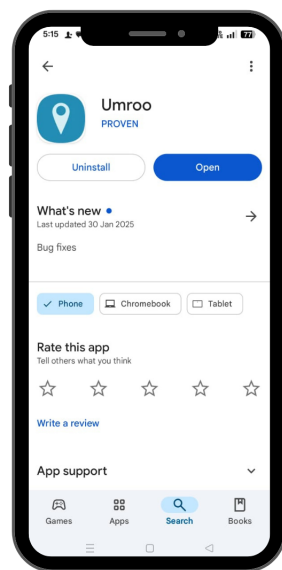 5:15
77
Umroo
PROVEN
Uninstall
Open
What's new
Last updated 30 Jan 2025
Bug fixes
Phone
Chromebook
Tablet
Rate this app
Tell others what you think
Write a review
App support
Games
Apps
Search
Books